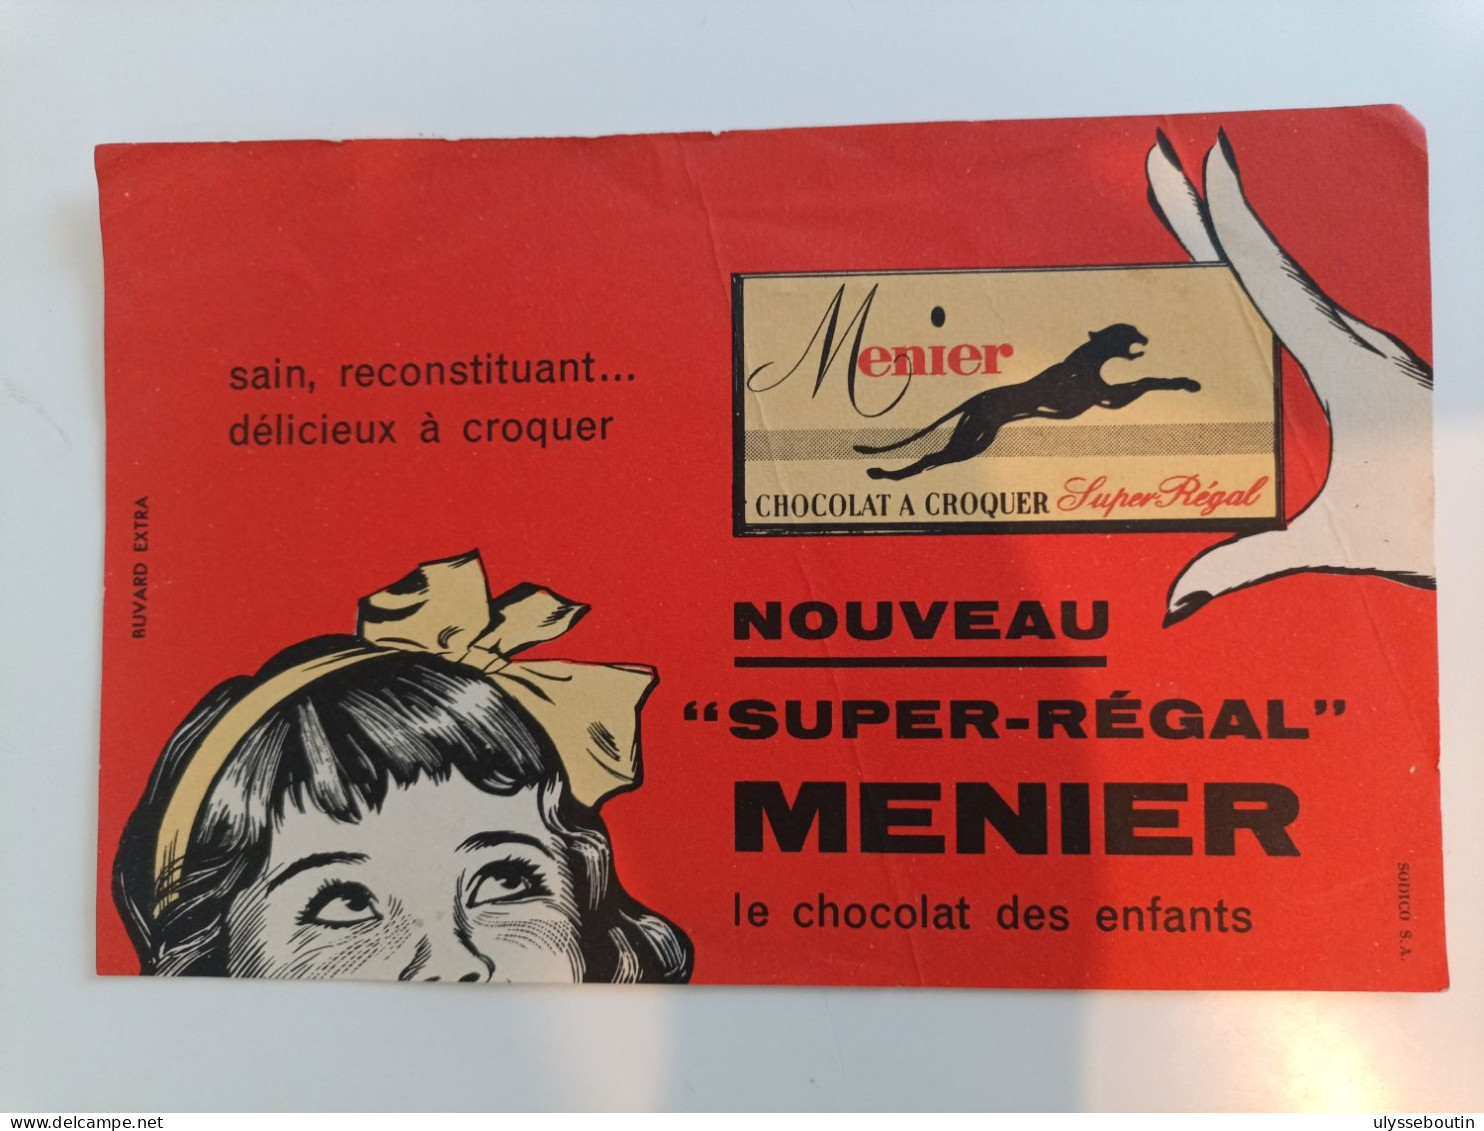 sain, reconstituant...
délicieux à croquer
BUVARD EXTRA
Menier
CHOCOLAT A CROQUER Super-Régal
NOUVEAU
“SUPER-RÉGAL”
MENIER
le chocolat des enfants
SODICO S.A.
delcampe.net
ulysseboutin